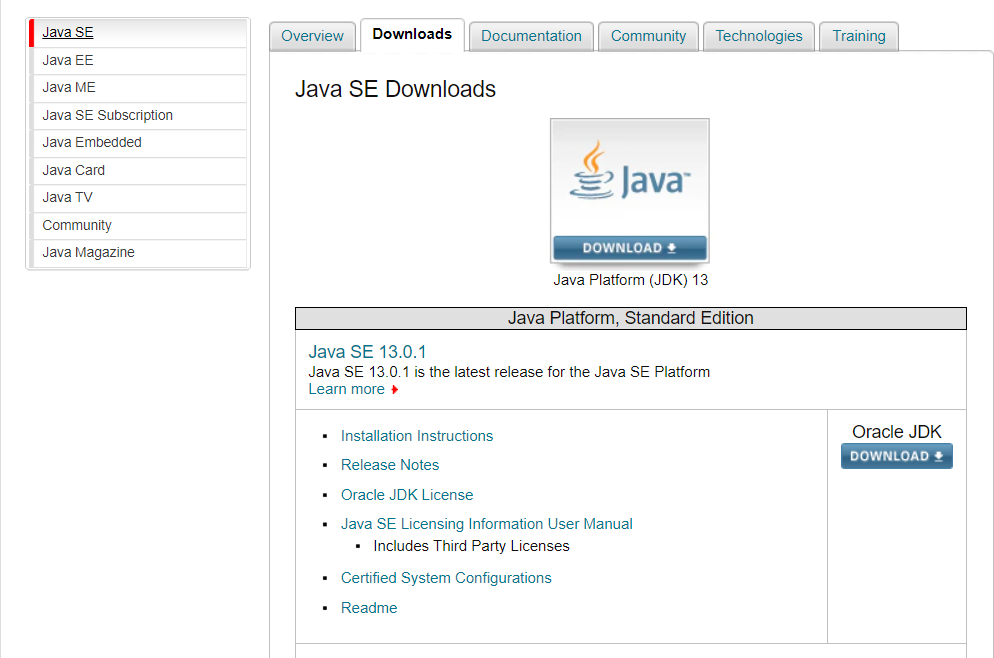 Java SE
Java EE
Java ME
Java SE Subscription
Java Embedded
Java Card
Java TV
Community
Java Magazine
Overview Downloads Documentation Community Technologies Training
Java SE Downloads
Java™
DOWNLOAD
Java Platform (JDK) 13
Java Platform, Standard Edition
Java SE 13.0.1
Java SE 13.0.1 is the latest release for the Java SE Platform
Learn more
Installation Instructions
Release Notes
Oracle JDK License
Java SE Licensing Information User Manual
Includes Third Party Licenses
Certified System Configurations
Readme
Oracle JDK
DOWNLOAD